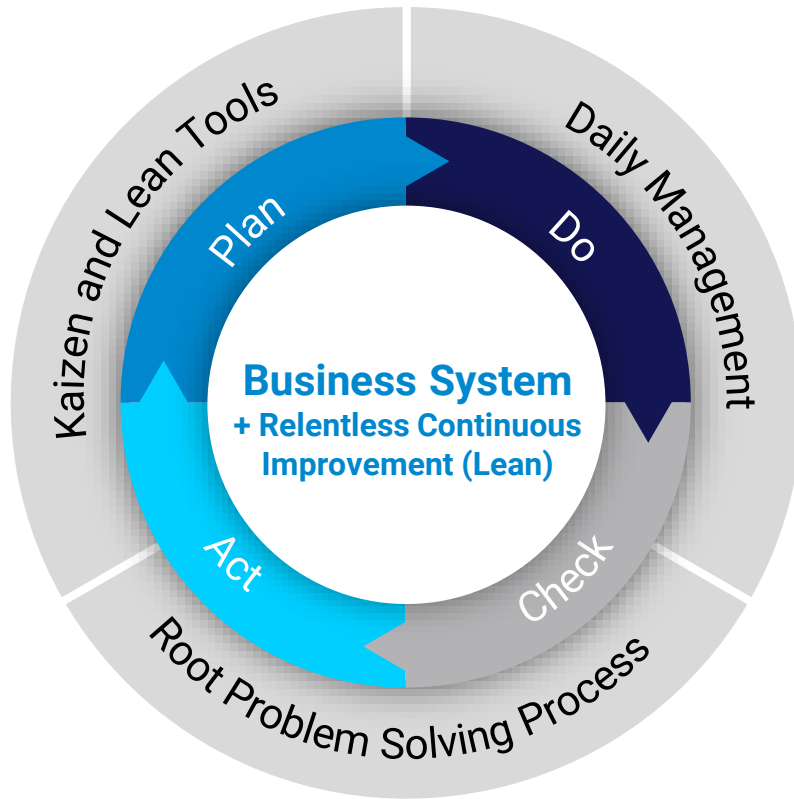 Kaizen and Lean Tools
Daily Management
Plan
Do
Business System
+ Relentless Continuous
Improvement (Lean)
Act
Check
Root Problem Solving Process